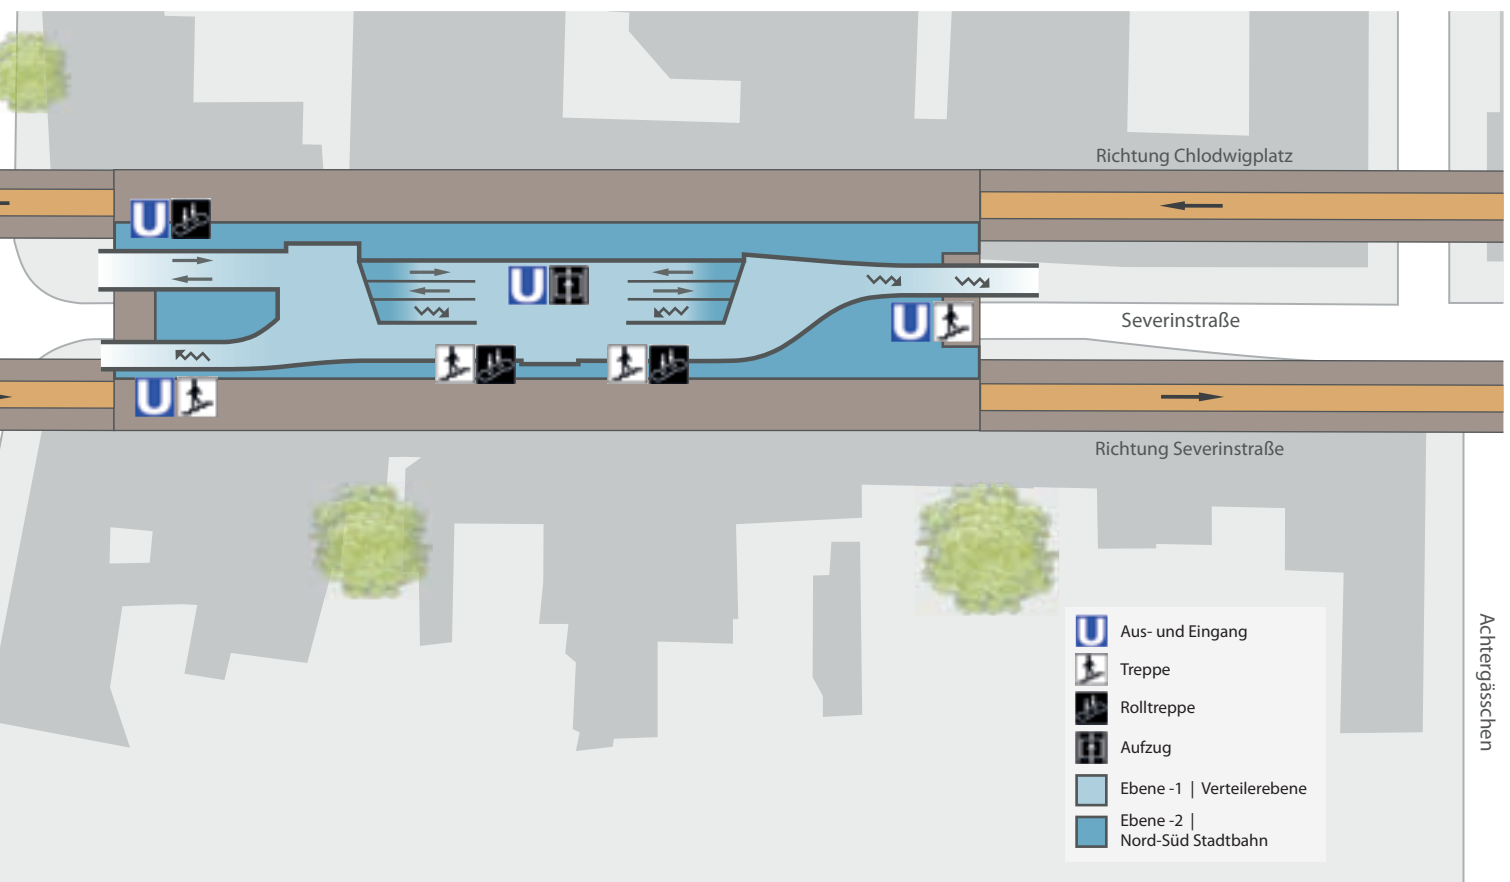 Richtung Chlodwigplatz
U
U
U
Severinstraße
U
Richtung Severinstraße
U Aus- und Eingang
Treppe
Rolltreppe
Aufzug
Ebene -1 | Verteilerebene
Ebene -2 |
Nord-Süd Stadtbahn
Achtergässchen